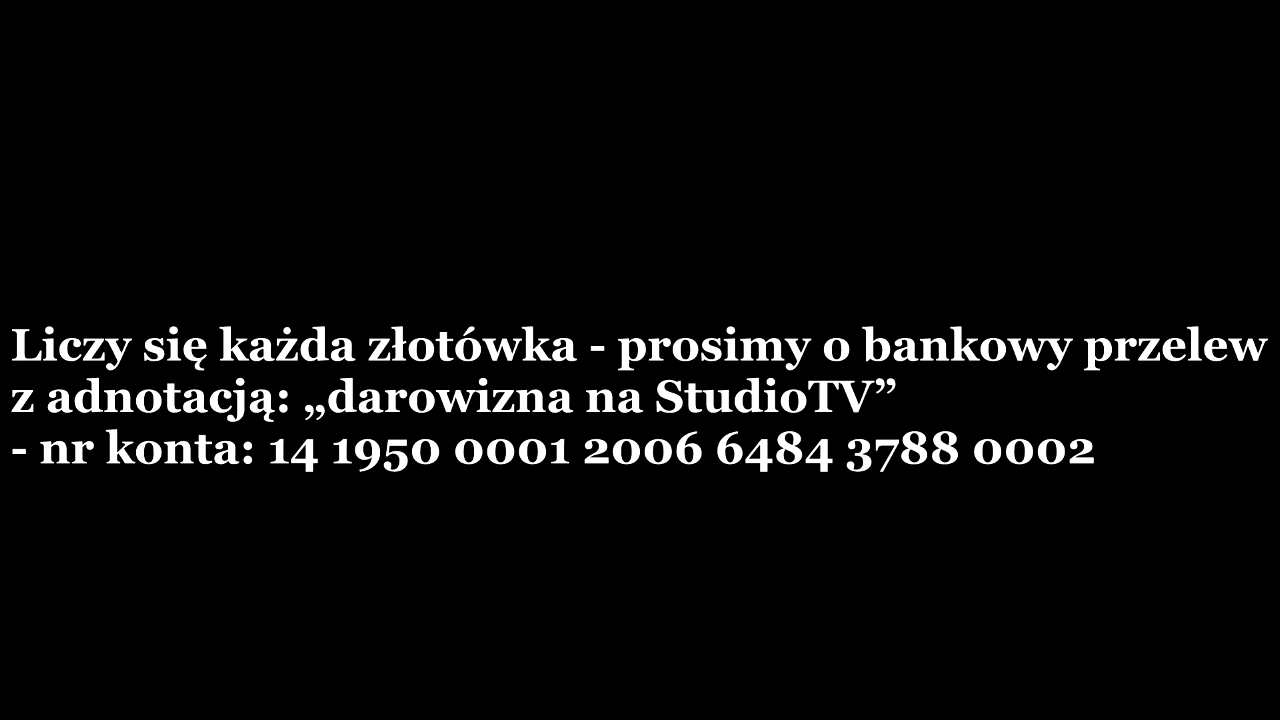 Liczy się każda złotówka - prosimy o bankowy przelew
z adnotacją: „darowizna na StudioTV”
- nr konta: 14 1950 0001 2006 6484 3788 0002